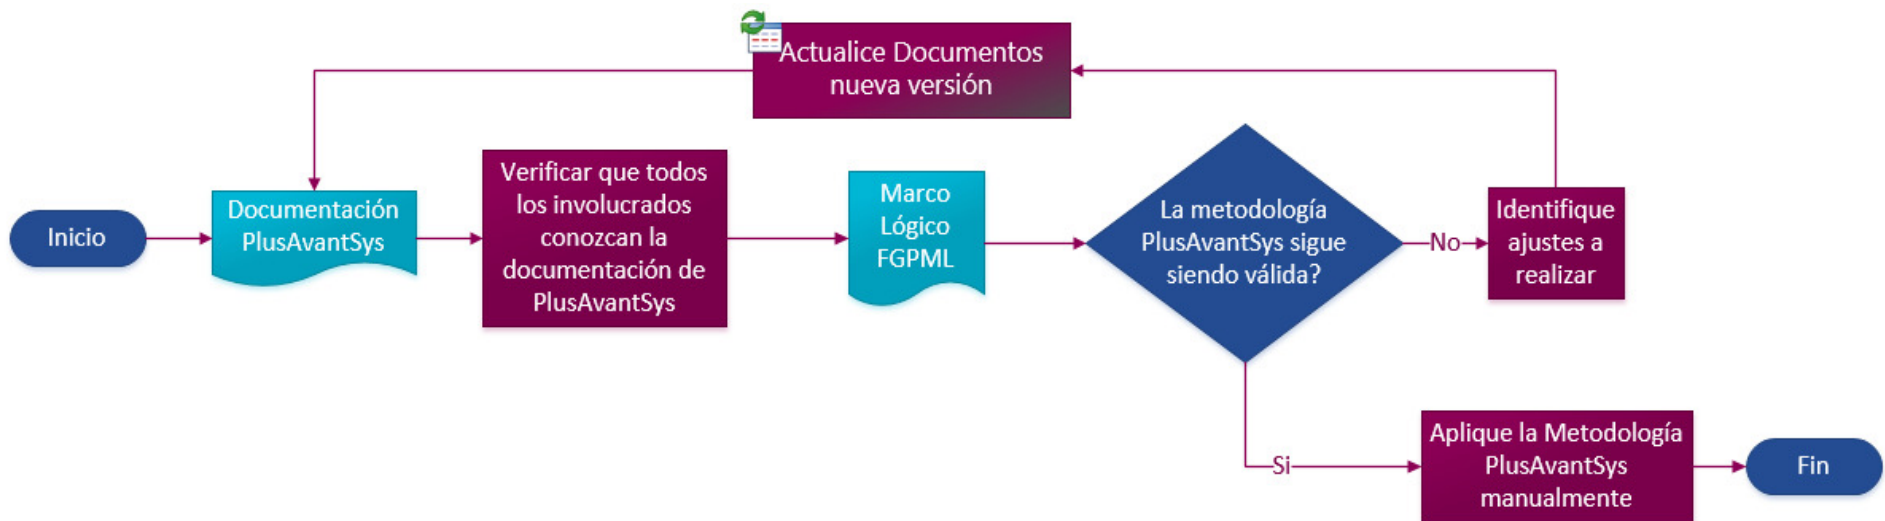 Actualice Documentos
nueva versión
Inicio
Documentación
PlusAvantSys
Verificar que todos
los involucrados
conozcan la
documentación de
PlusAvantSys
Marco
Lógico
FGPML
La metodología
PlusAvantSys sigue
siendo válida?
No
Identifique
ajustes a
realizar
Si
Aplique la Metodología
PlusAvantSys
manualmente
Fin